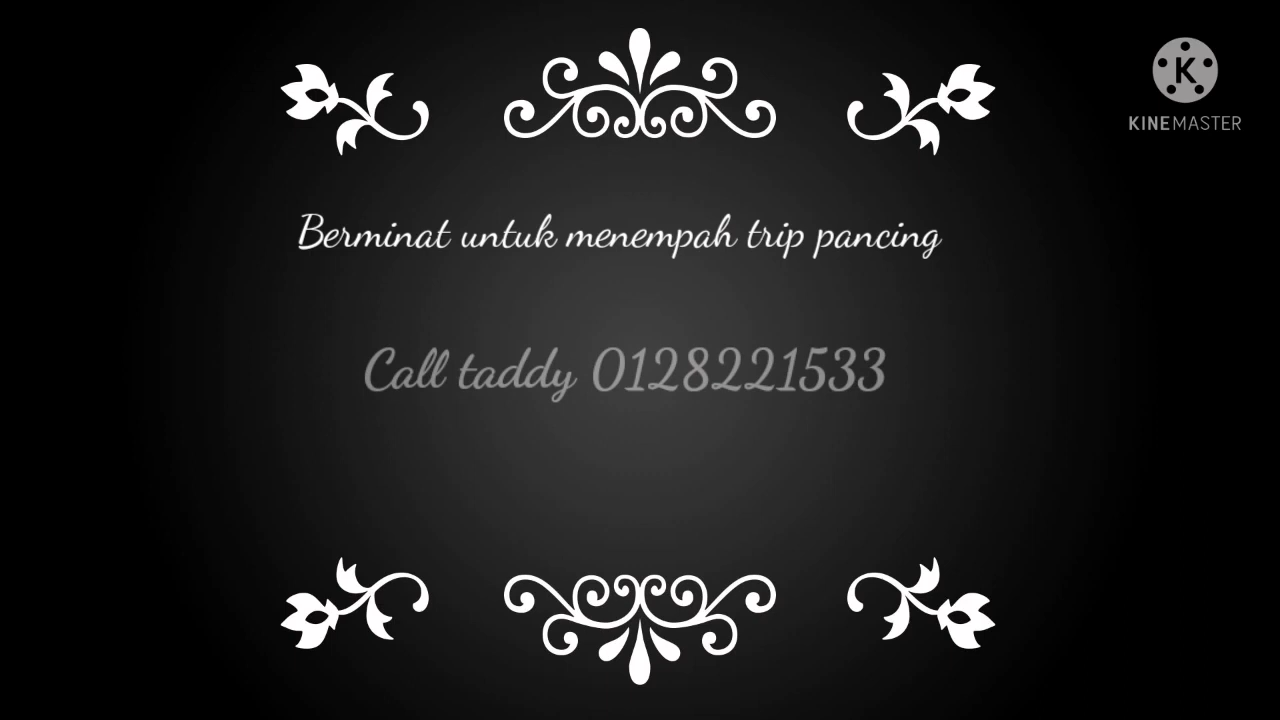 KINEMASTER
Berminat untuk menempah trip pancing
Call taddy 0128221533